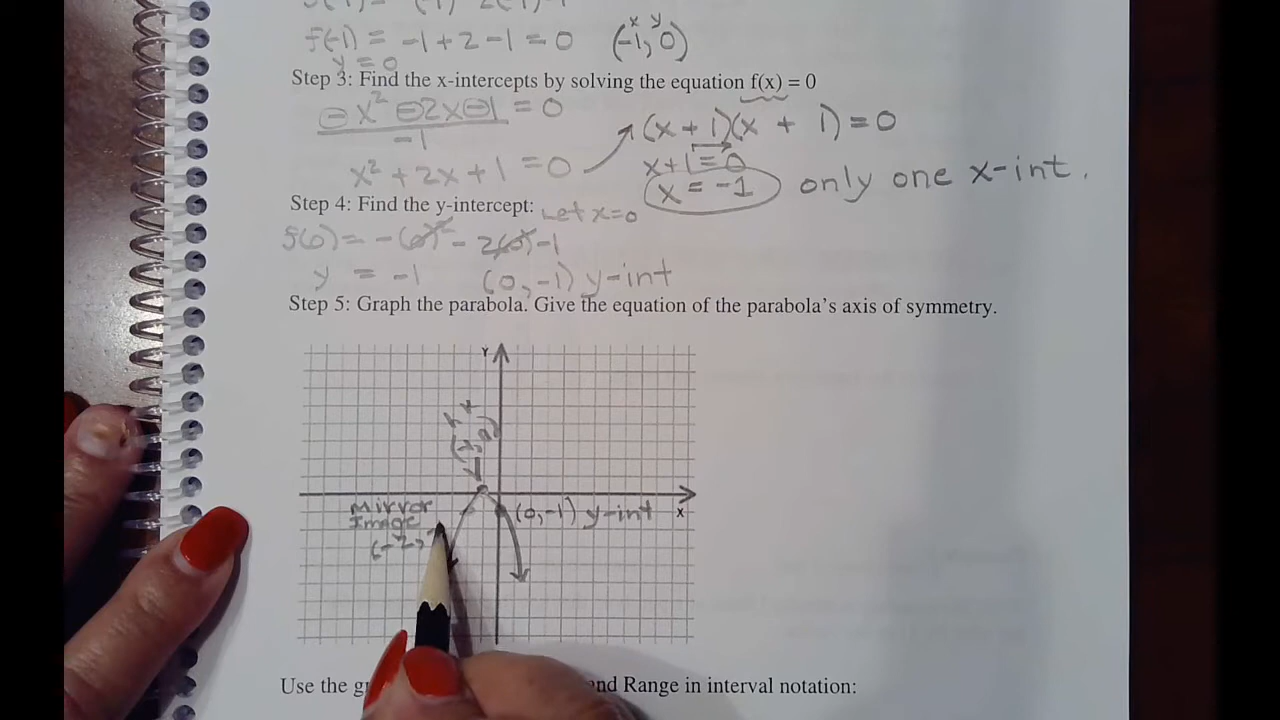 f(-1) = -1 + 2 - 1 = 0 (-1, 0)
x y
y = 0
Step 3: Find the x-intercepts by solving the equation f(x) = 0
-x² -2x -1 = 0
-1
(x + 1)(x + 1) = 0
x² + 2x + 1 = 0
x + 1 = 0
x = -1 only one x-int.
Step 4: Find the y-intercept: Let x=0
f(0) = -(0)² - 2(0) - 1
y = -1 (0, -1) y-int
Step 5: Graph the parabola. Give the equation of the parabola's axis of symmetry.
Y
Mirror
Image
(-2, -
(0, -1) y-int
x
Use the nd Range in interval notation: